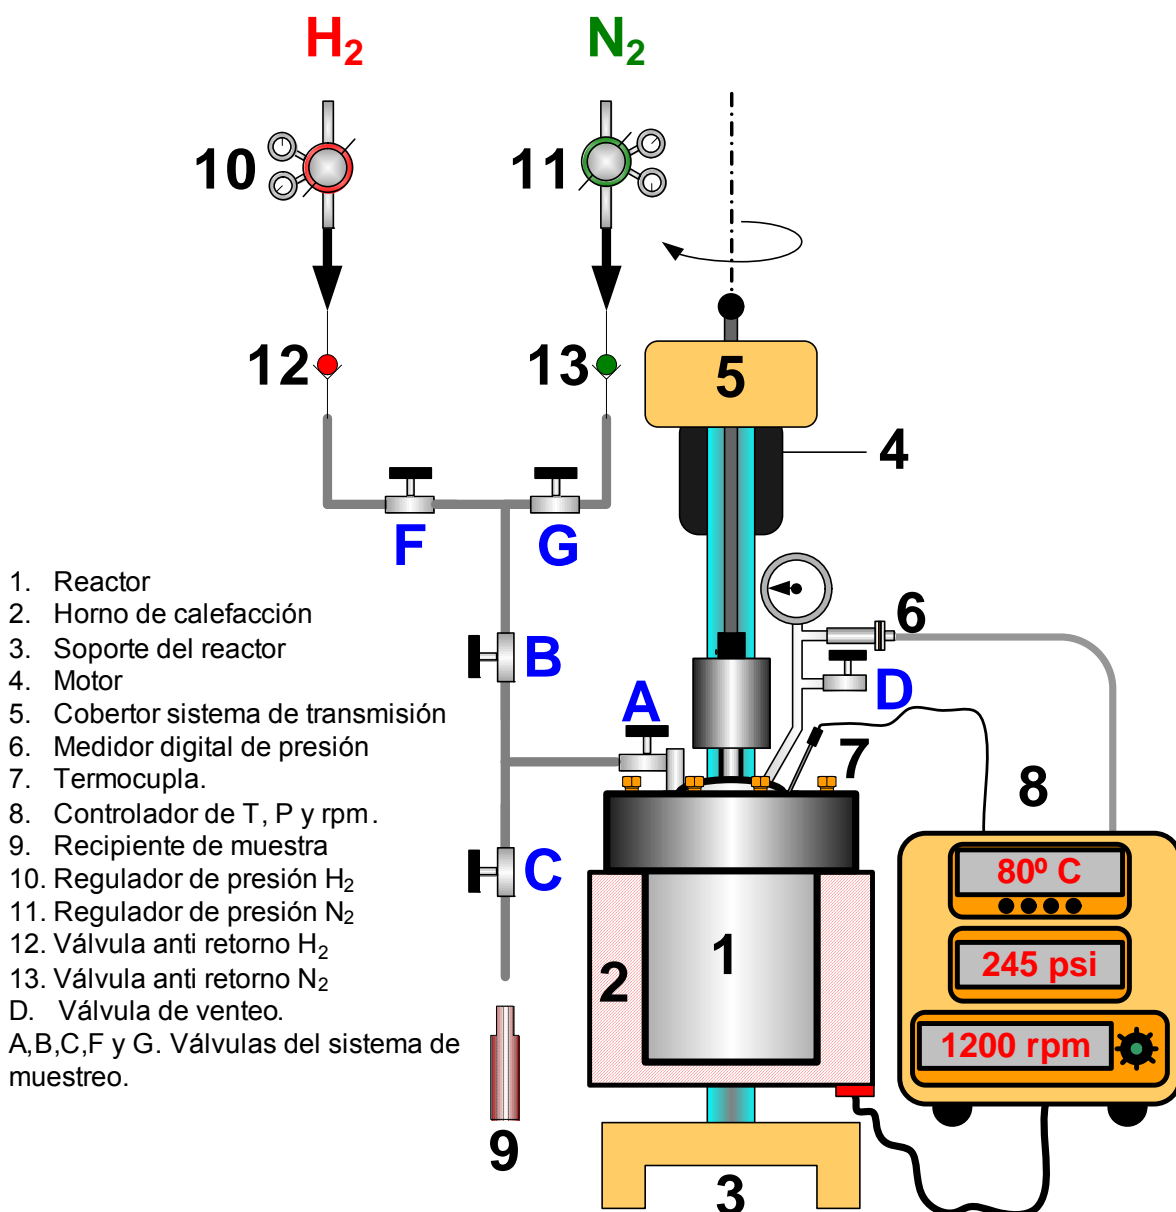 H2
N2
10
11
12
13
5
4
F
G
1. Reactor
2. Horno de calefacción
3. Soporte del reactor
4. Motor
5. Cobertor sistema de transmisión
6. Medidor digital de presión
7. Termocupla.
8. Controlador de T, P y rpm.
9. Recipiente de muestra
10. Regulador de presión H2
11. Regulador de presión N2
12. Válvula anti retorno H2
13. Válvula anti retorno N2
D. Válvula de venteo.
A,B,C,F y G. Válvulas del sistema de
muestreo.
6
B
A
D
7
8
C
80º C
245 psi
1200 rpm
1
2
9
3